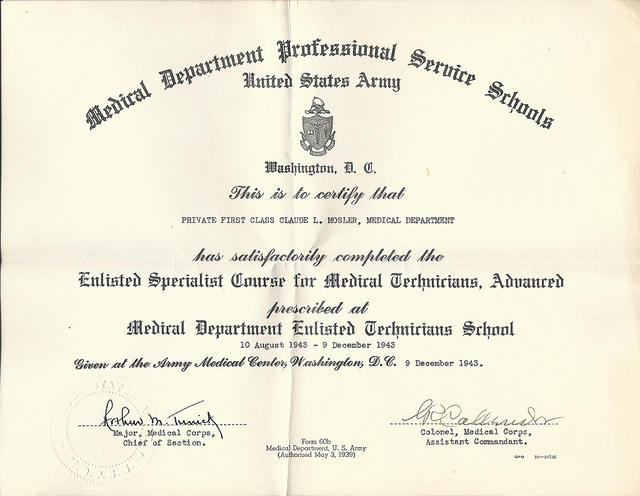 Medical Department Professional Service Schools
United States Army
Washington, D. C.
This is to certify that
PRIVATE FIRST CLASS CLAUDE L. MOSLER, MEDICAL DEPARTMENT
has satisfactorily completed the
Enlisted Specialist Course for Medical Technicians, Advanced
prescribed at
Medical Department Enlisted Technicians School
10 August 1943 - 9 December 1943
Given at the Army Medical Center, Washington, D.C. 9 December 1943.
Arthur M.
Major, Medical Corps,
Chief of Section.
Colonel, Medical Corps,
Assistant Commandant.
Form 60b
Medical Department, U. S. Army
(Authorized May 3, 1939)
GPO